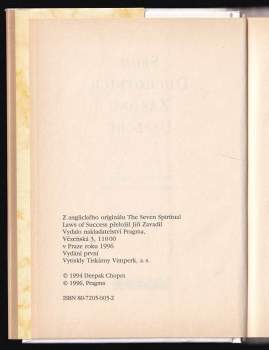 Z anglického originálu The Seven Spiritual
Laws of Success přeložil Jiří Zavadil
Vydalo nakladatelství Pragma,
Vězeňská 3, 110 00
v Praze roku 1996
Vydání první
Vytiskly Tiskárny Vimperk, a. s.
© 1994 Deepak Chopra
© 1996, Pragma
ISBN 80-7205-005-2